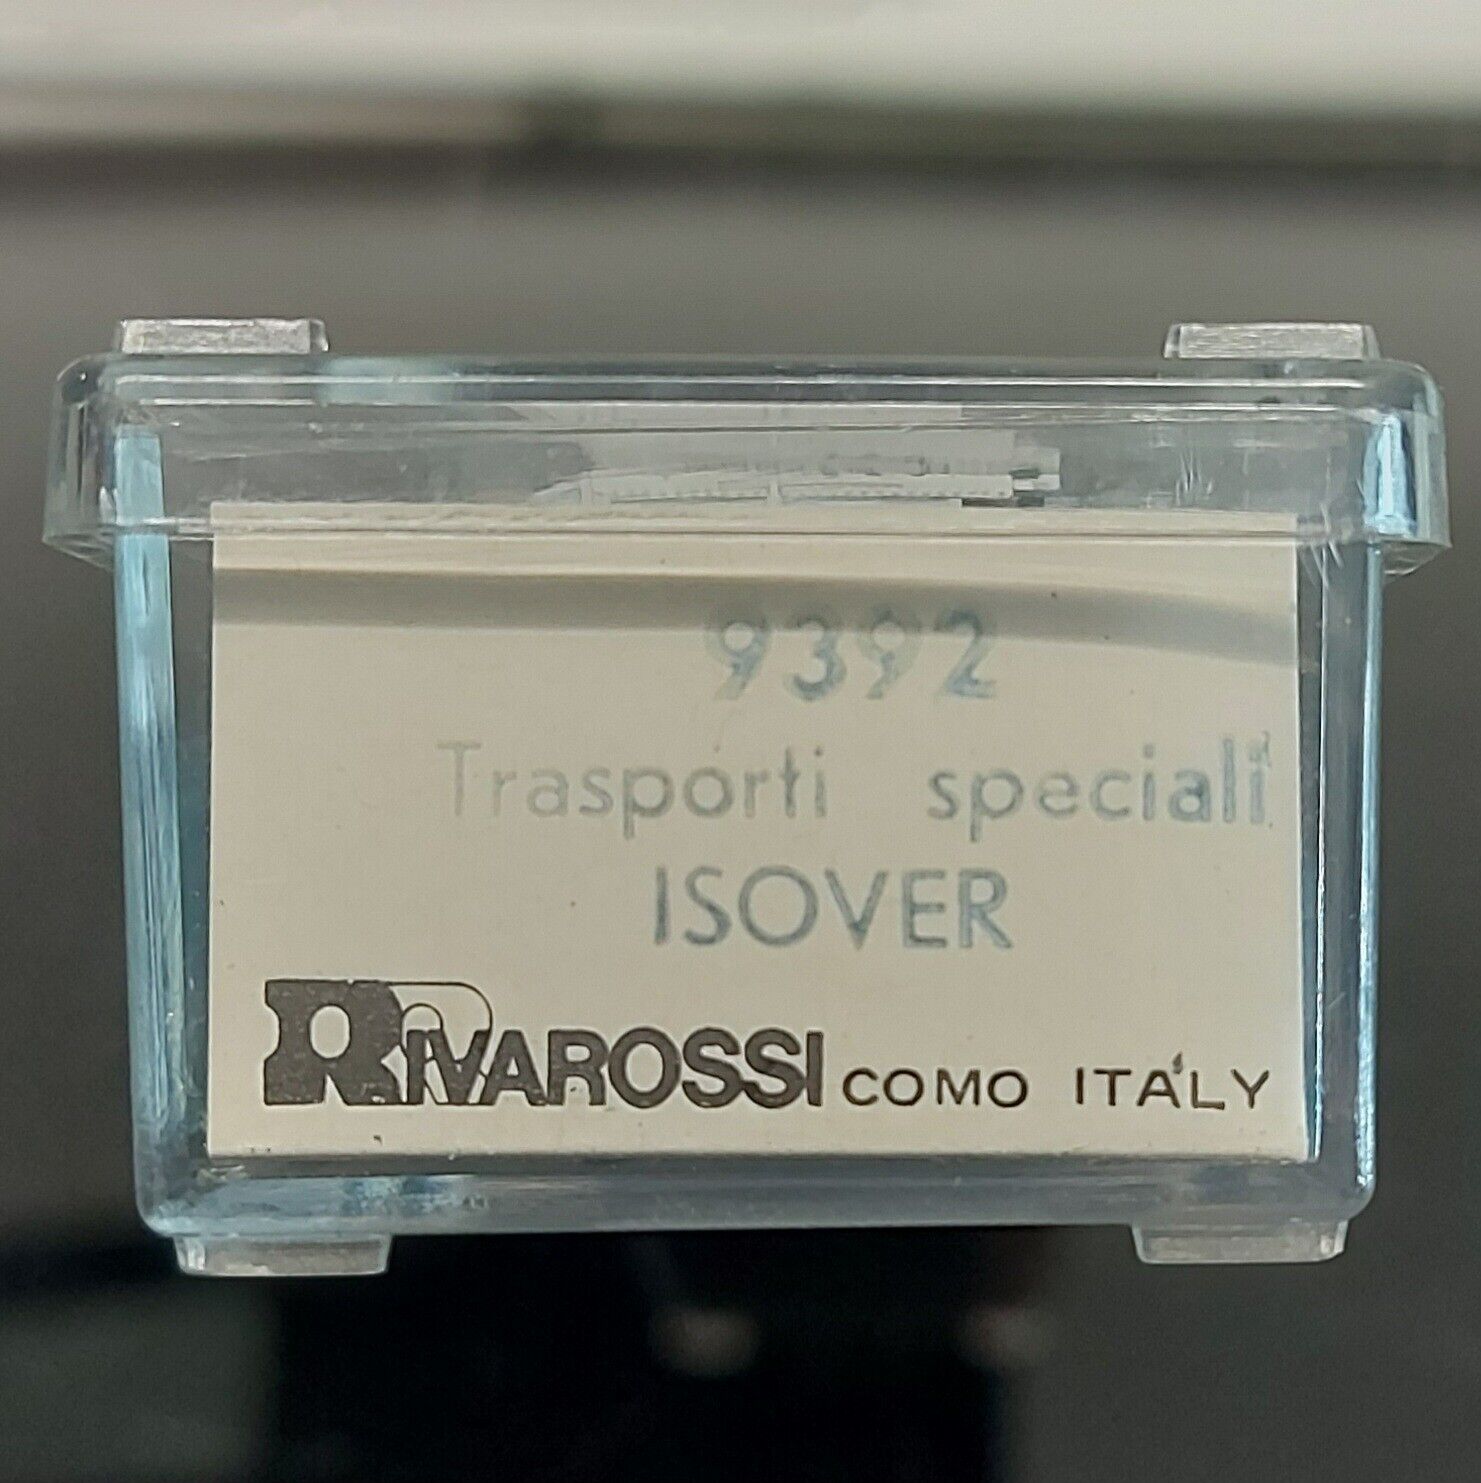 9392
Trasporti speciali
ISOVER
RIVAROSSI COMO ITALY